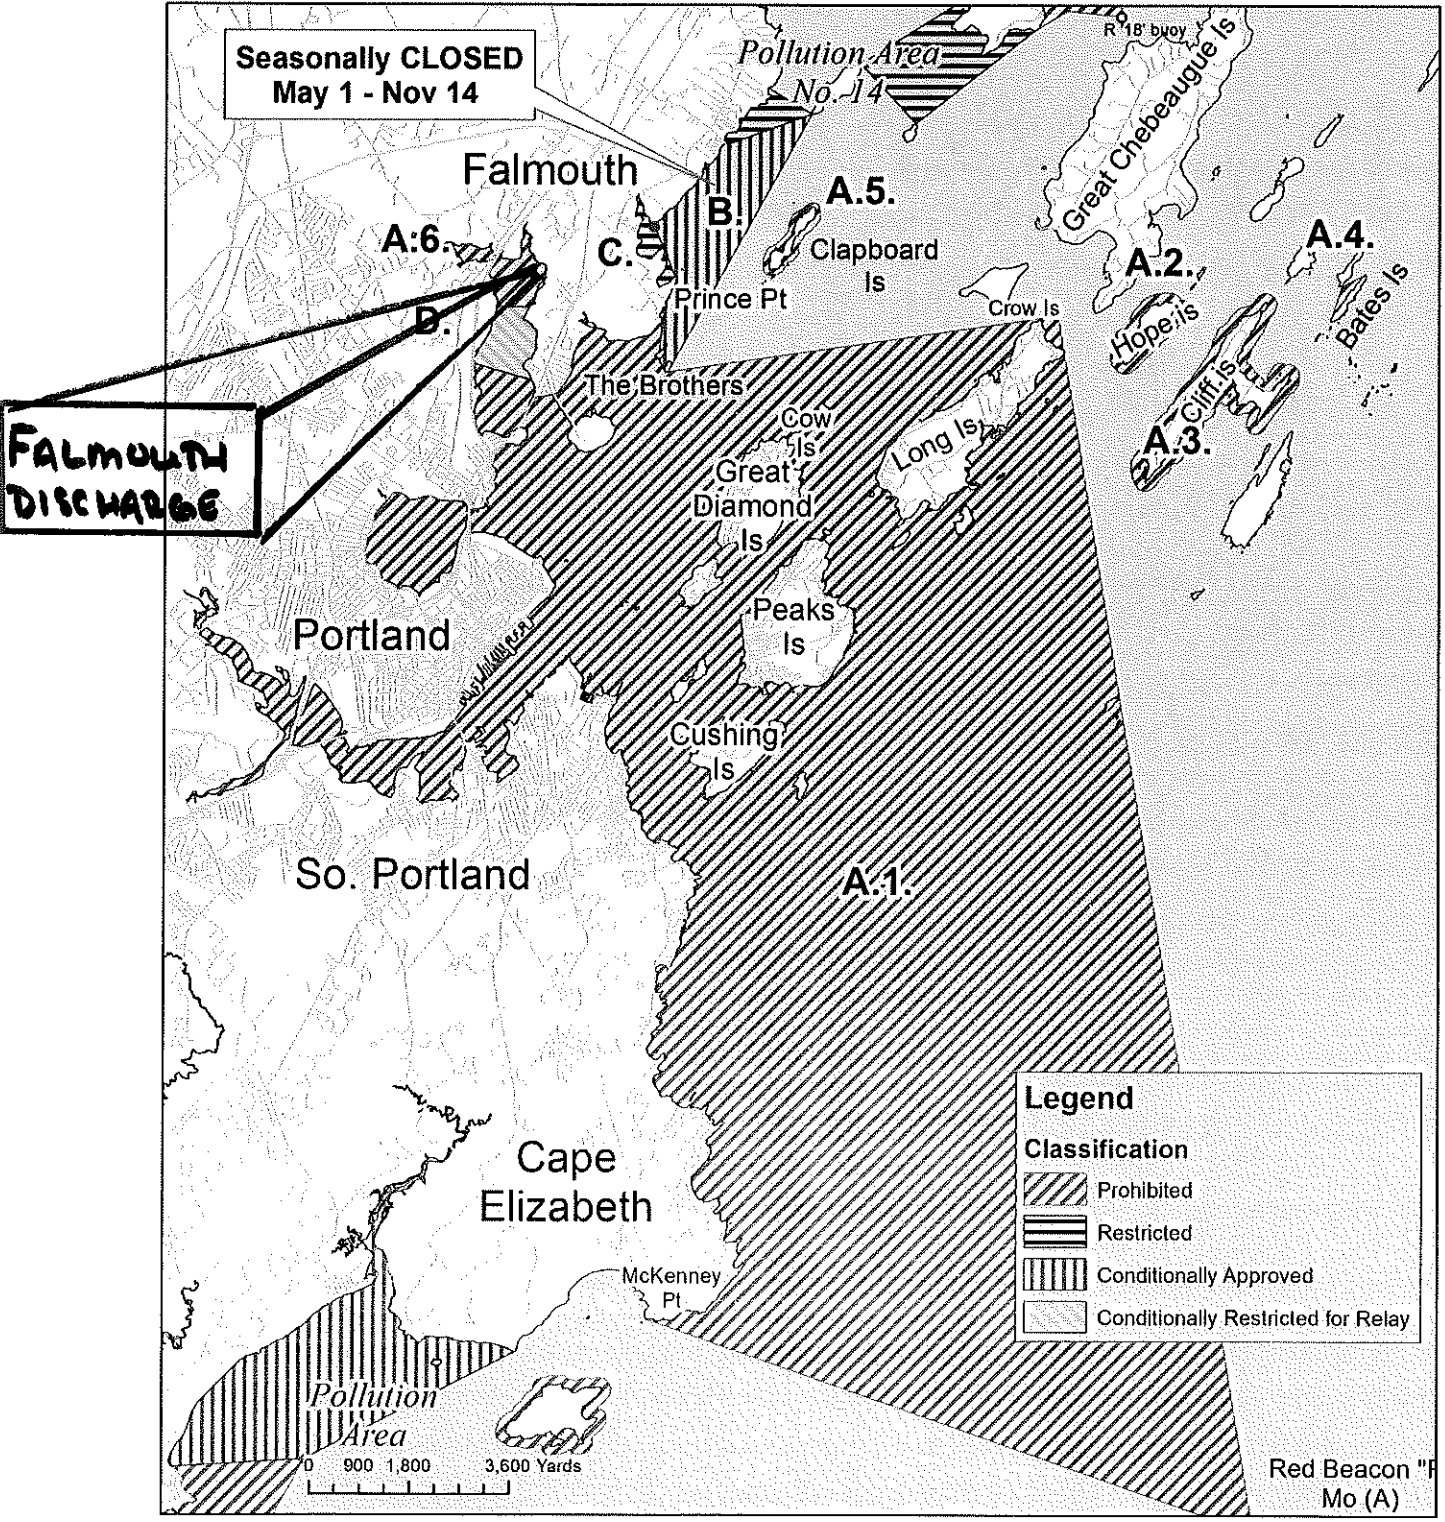 Seasonally CLOSED
May 1 - Nov 14
Pollution Area
No. 14
R "18" buoy
Great Chebeaugue Is
Falmouth
A.5.
B.
A.6.
C.
Clapboard
Is
A.4.
A.2.
Prince Pt
Crow Is
Hope Is
Bates Is
D.
The Brothers
Cliff Is
A.3.
FALMOUTH
DISCHARGE
Cow
Is
Long Is
Great
Diamond
Is
Peaks
Is
Portland
Cushing
Is
So. Portland
A.1.
Cape
Elizabeth
McKenney
Pt
Legend
Classification
Prohibited
Restricted
Conditionally Approved
Conditionally Restricted for Relay
Pollution
Area
0 900 1,800 3,600 Yards
Red Beacon "
Mo (A)